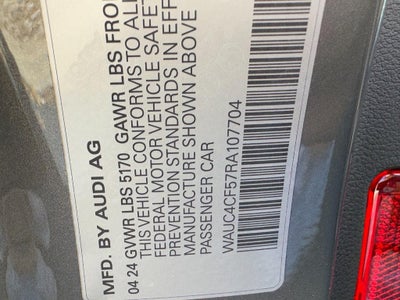 MFD. BY AUDI AG
04 24 GVWR LBS 5170 GAWR LBS FRO
THIS VEHICLE CONFORMS TO ALL
FEDERAL MOTOR VEHICLE SAFE
PREVENTION STANDARDS IN EFF
MANUFACTURE SHOWN ABOVE
PASSENGER CAR
WAUC4CF57RA107704